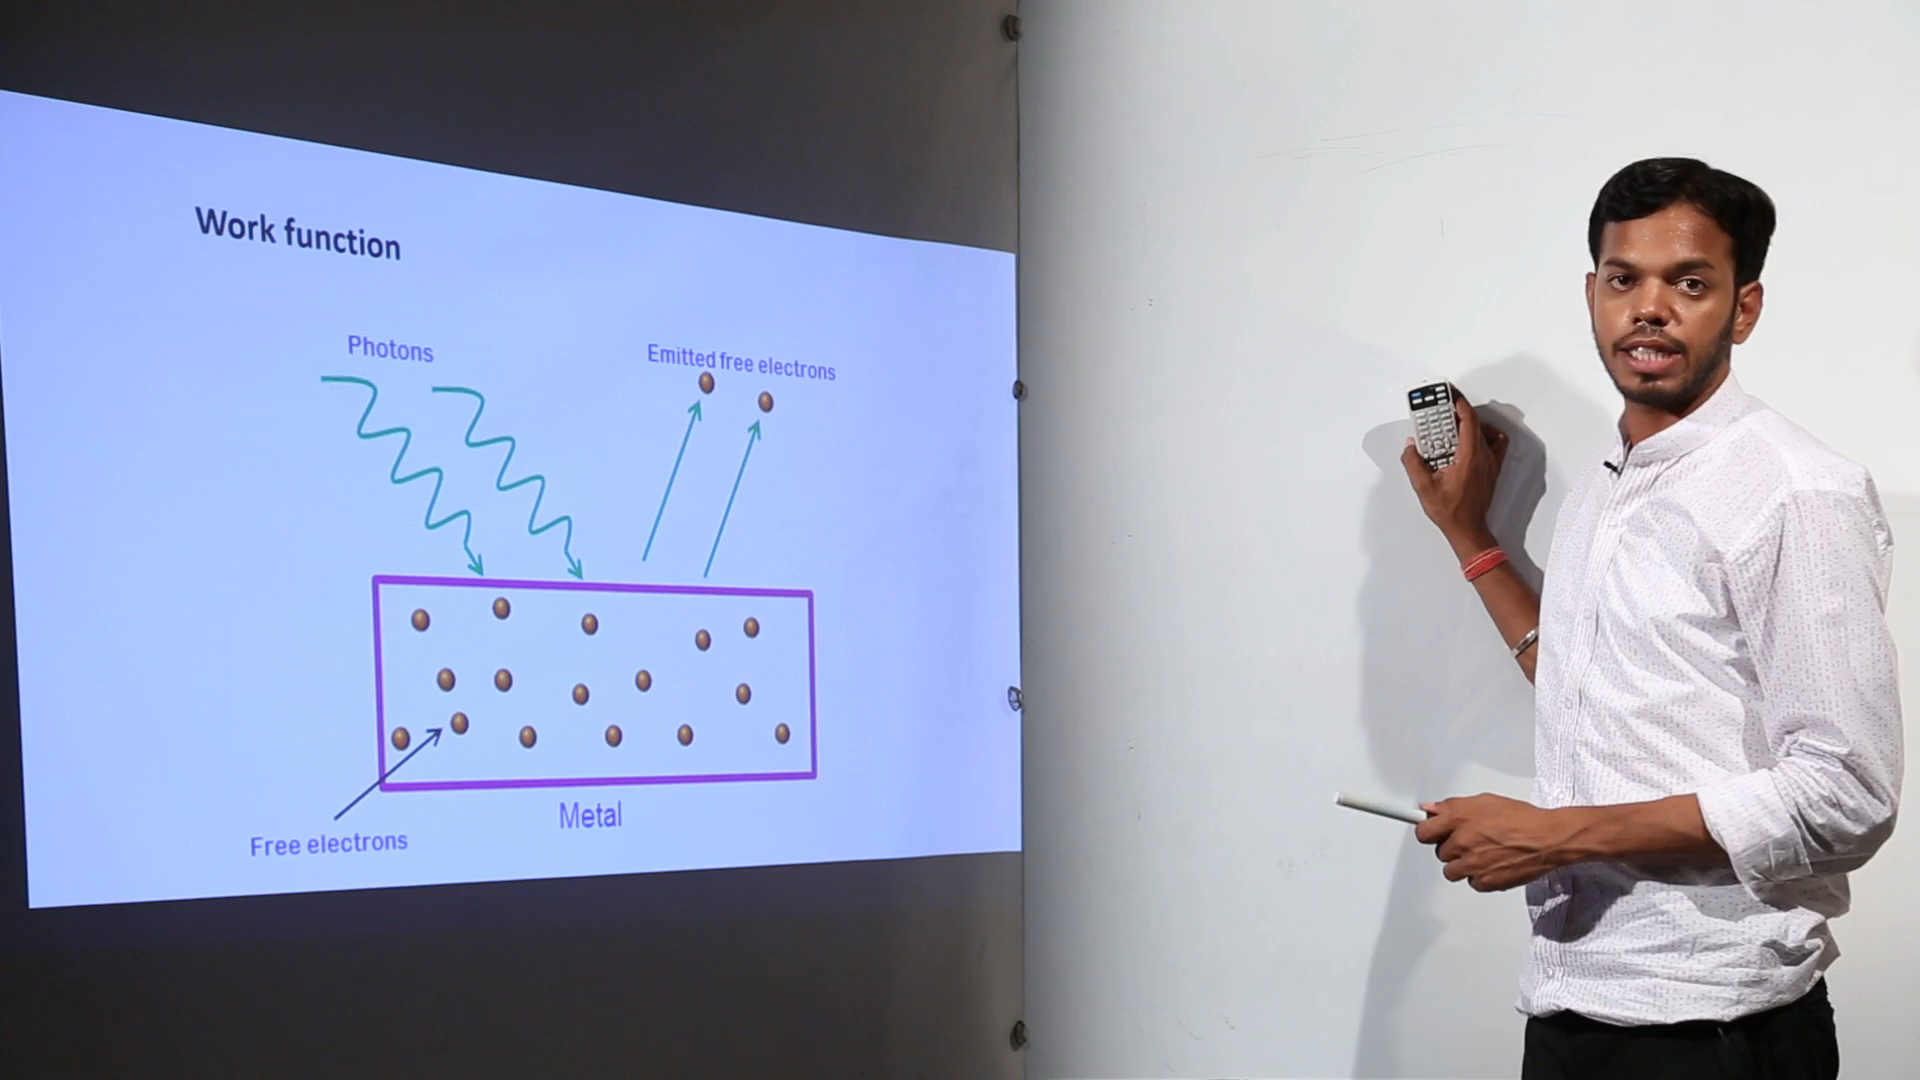 Work function
Photons
Emitted free electrons
Metal
Free electrons